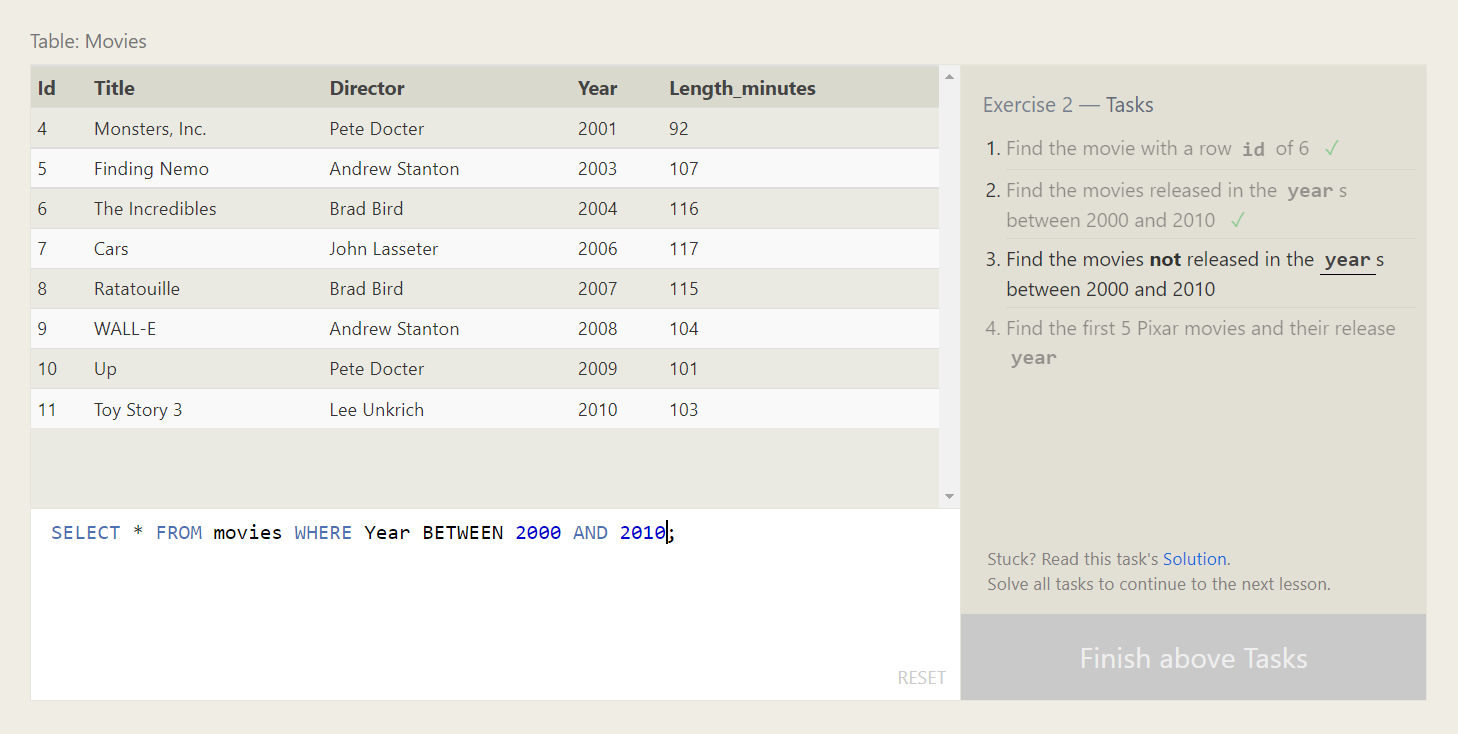 Table: Movies
Id Title Director Year Length_minutes
4 Monsters, Inc. Pete Docter 2001 92
5 Finding Nemo Andrew Stanton 2003 107
6 The Incredibles Brad Bird 2004 116
7 Cars John Lasseter 2006 117
8 Ratatouille Brad Bird 2007 115
9 WALL-E Andrew Stanton 2008 104
10 Up Pete Docter 2009 101
11 Toy Story 3 Lee Unkrich 2010 103
SELECT * FROM movies WHERE Year BETWEEN 2000 AND 2010;
RESET
Exercise 2 — Tasks
1. Find the movie with a row id of 6 ✓
2. Find the movies released in the year s
between 2000 and 2010 ✓
3. Find the movies not released in the year s
between 2000 and 2010
4. Find the first 5 Pixar movies and their release
year
Stuck? Read this task's Solution.
Solve all tasks to continue to the next lesson.
Finish above Tasks